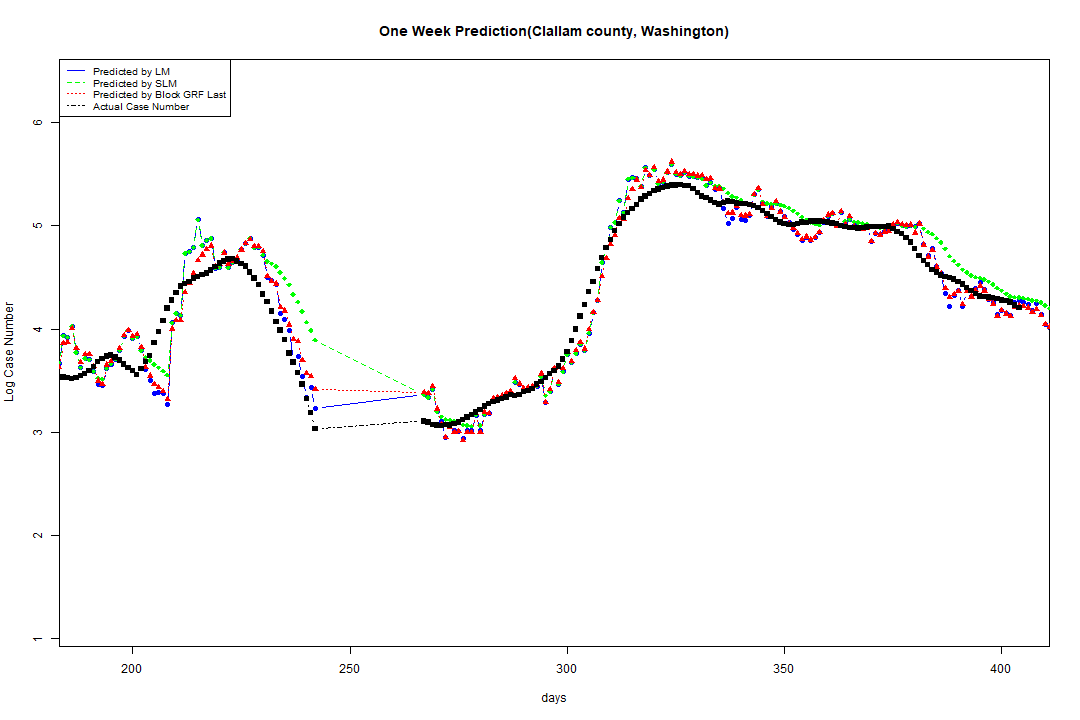 One Week Prediction(Clallam county, Washington)
Predicted by LM
Predicted by SLM
Predicted by Block GRF Last
Actual Case Number
6
5
4
3
2
1
Log Case Number
200 250 300 350 400
days